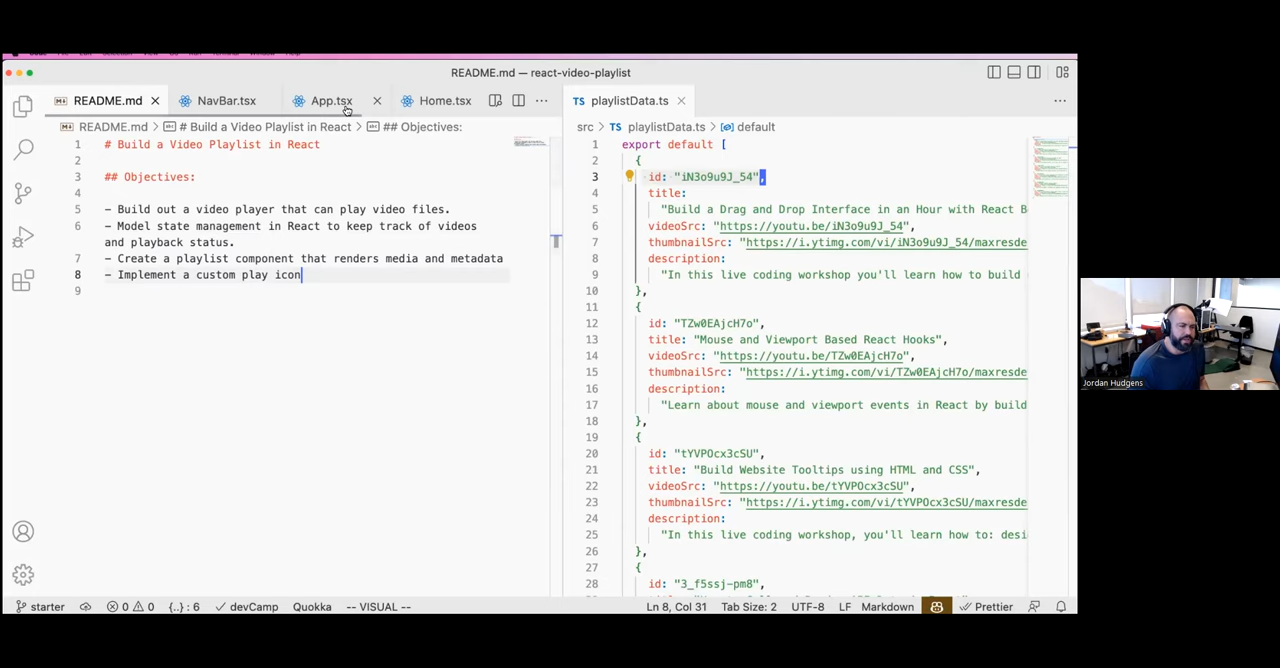 README.md — react-video-playlist
README.md NavBar.tsx App.tsx Home.tsx
README.md › # Build a Video Playlist in React › ## Objectives:
1 # Build a Video Playlist in React
2
3 ## Objectives:
4
5 - Build out a video player that can play video files.
6 - Model state management in React to keep track of videos
and playback status.
7 - Create a playlist component that renders media and metadata
8 - Implement a custom play icon
9
TS playlistData.ts
src › TS playlistData.ts › default
1 export default [
2 {
3 id: "iN3o9u9J_54",
4 title:
5 "Build a Drag and Drop Interface in an Hour with React B
6 videoSrc: "https://youtu.be/iN3o9u9J_54",
7 thumbnailSrc: "https://i.ytimg.com/vi/iN3o9u9J_54/maxresde
8 description:
9 "In this live coding workshop you'll learn how to build
10 },
11 {
12 id: "TZw0EAjcH7o",
13 title: "Mouse and Viewport Based React Hooks",
14 videoSrc: "https://youtu.be/TZw0EAjcH7o",
15 thumbnailSrc: "https://i.ytimg.com/vi/TZw0EAjcH7o/maxresde
16 description:
17 "Learn about mouse and viewport events in React by build
18 },
19 {
20 id: "tYVPOcx3cSU",
21 title: "Build Website Tooltips using HTML and CSS",
22 videoSrc: "https://youtu.be/tYVPOcx3cSU",
23 thumbnailSrc: "https://i.ytimg.com/vi/tYVPOcx3cSU/maxresde
24 description:
25 "In this live coding workshop, you'll learn how to: desi
26 },
27 {
28 id: "3_f5ssj-pm8",
starter 0 0 {..} : 6 devCamp Quokka -- VISUAL -- Ln 8, Col 31 Tab Size: 2 UTF-8 LF Markdown Prettier
Jordan Hudgens